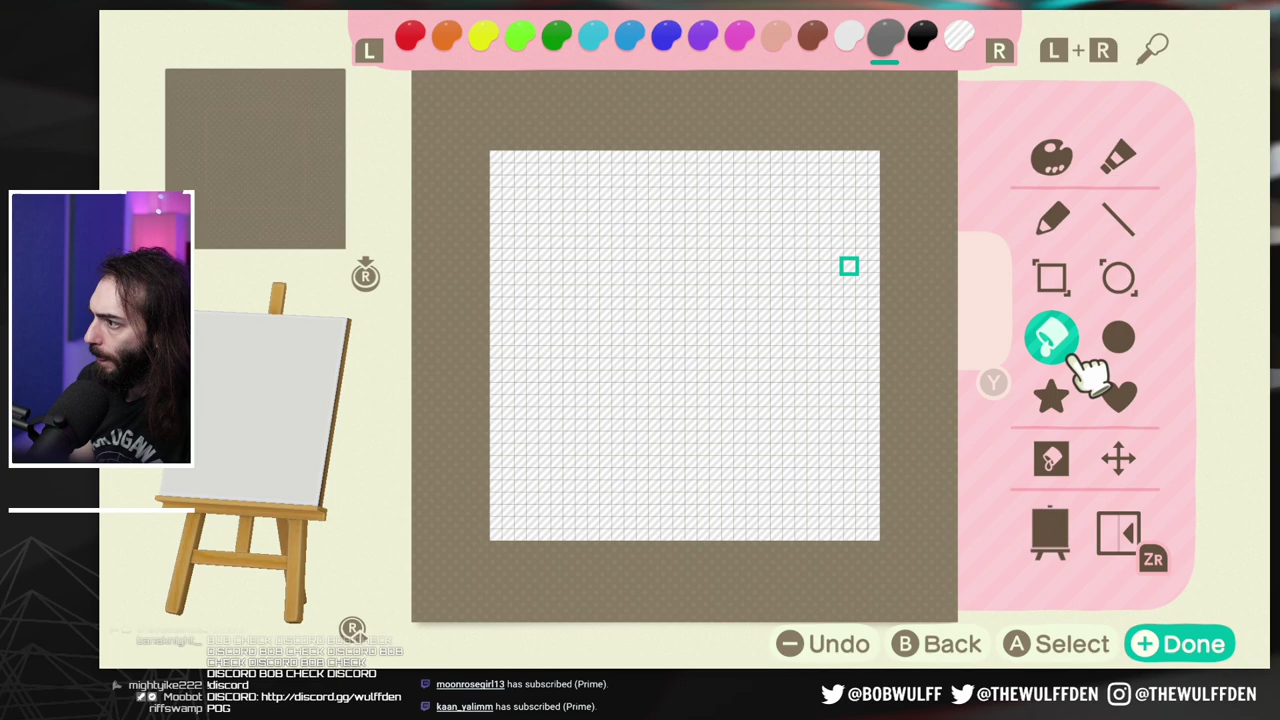 L
R
L + R
R
Y
ZR
R
Undo
B Back
A Select
Done
BOB CHECK DISCORD BOB CHECK
DISCORD BOB CHECK DISCORD BOB
CHECK DISCORD BOB CHECK
DISCORD BOB CHECK DISCORD
mightyike222 !discord
Moobot DISCORD: http://discord.gg/wulffden
riffswamp POG
moonrosegirl13 has subscribed (Prime).
kaan_yalimm has subscribed (Prime).
@BOBWULFF @THEWULFFDEN @THEWULFFDEN